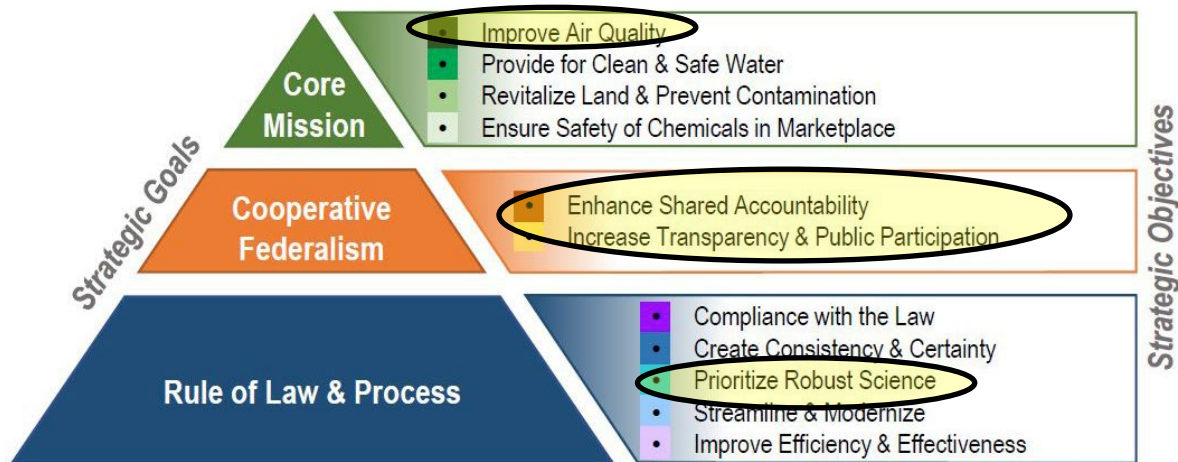 Strategic Goals
Core
Mission
• Improve Air Quality
• Provide for Clean & Safe Water
• Revitalize Land & Prevent Contamination
• Ensure Safety of Chemicals in Marketplace
Cooperative
Federalism
• Enhance Shared Accountability
• Increase Transparency & Public Participation
Rule of Law & Process
• Compliance with the Law
• Create Consistency & Certainty
• Prioritize Robust Science
• Streamline & Modernize
• Improve Efficiency & Effectiveness
Strategic Objectives